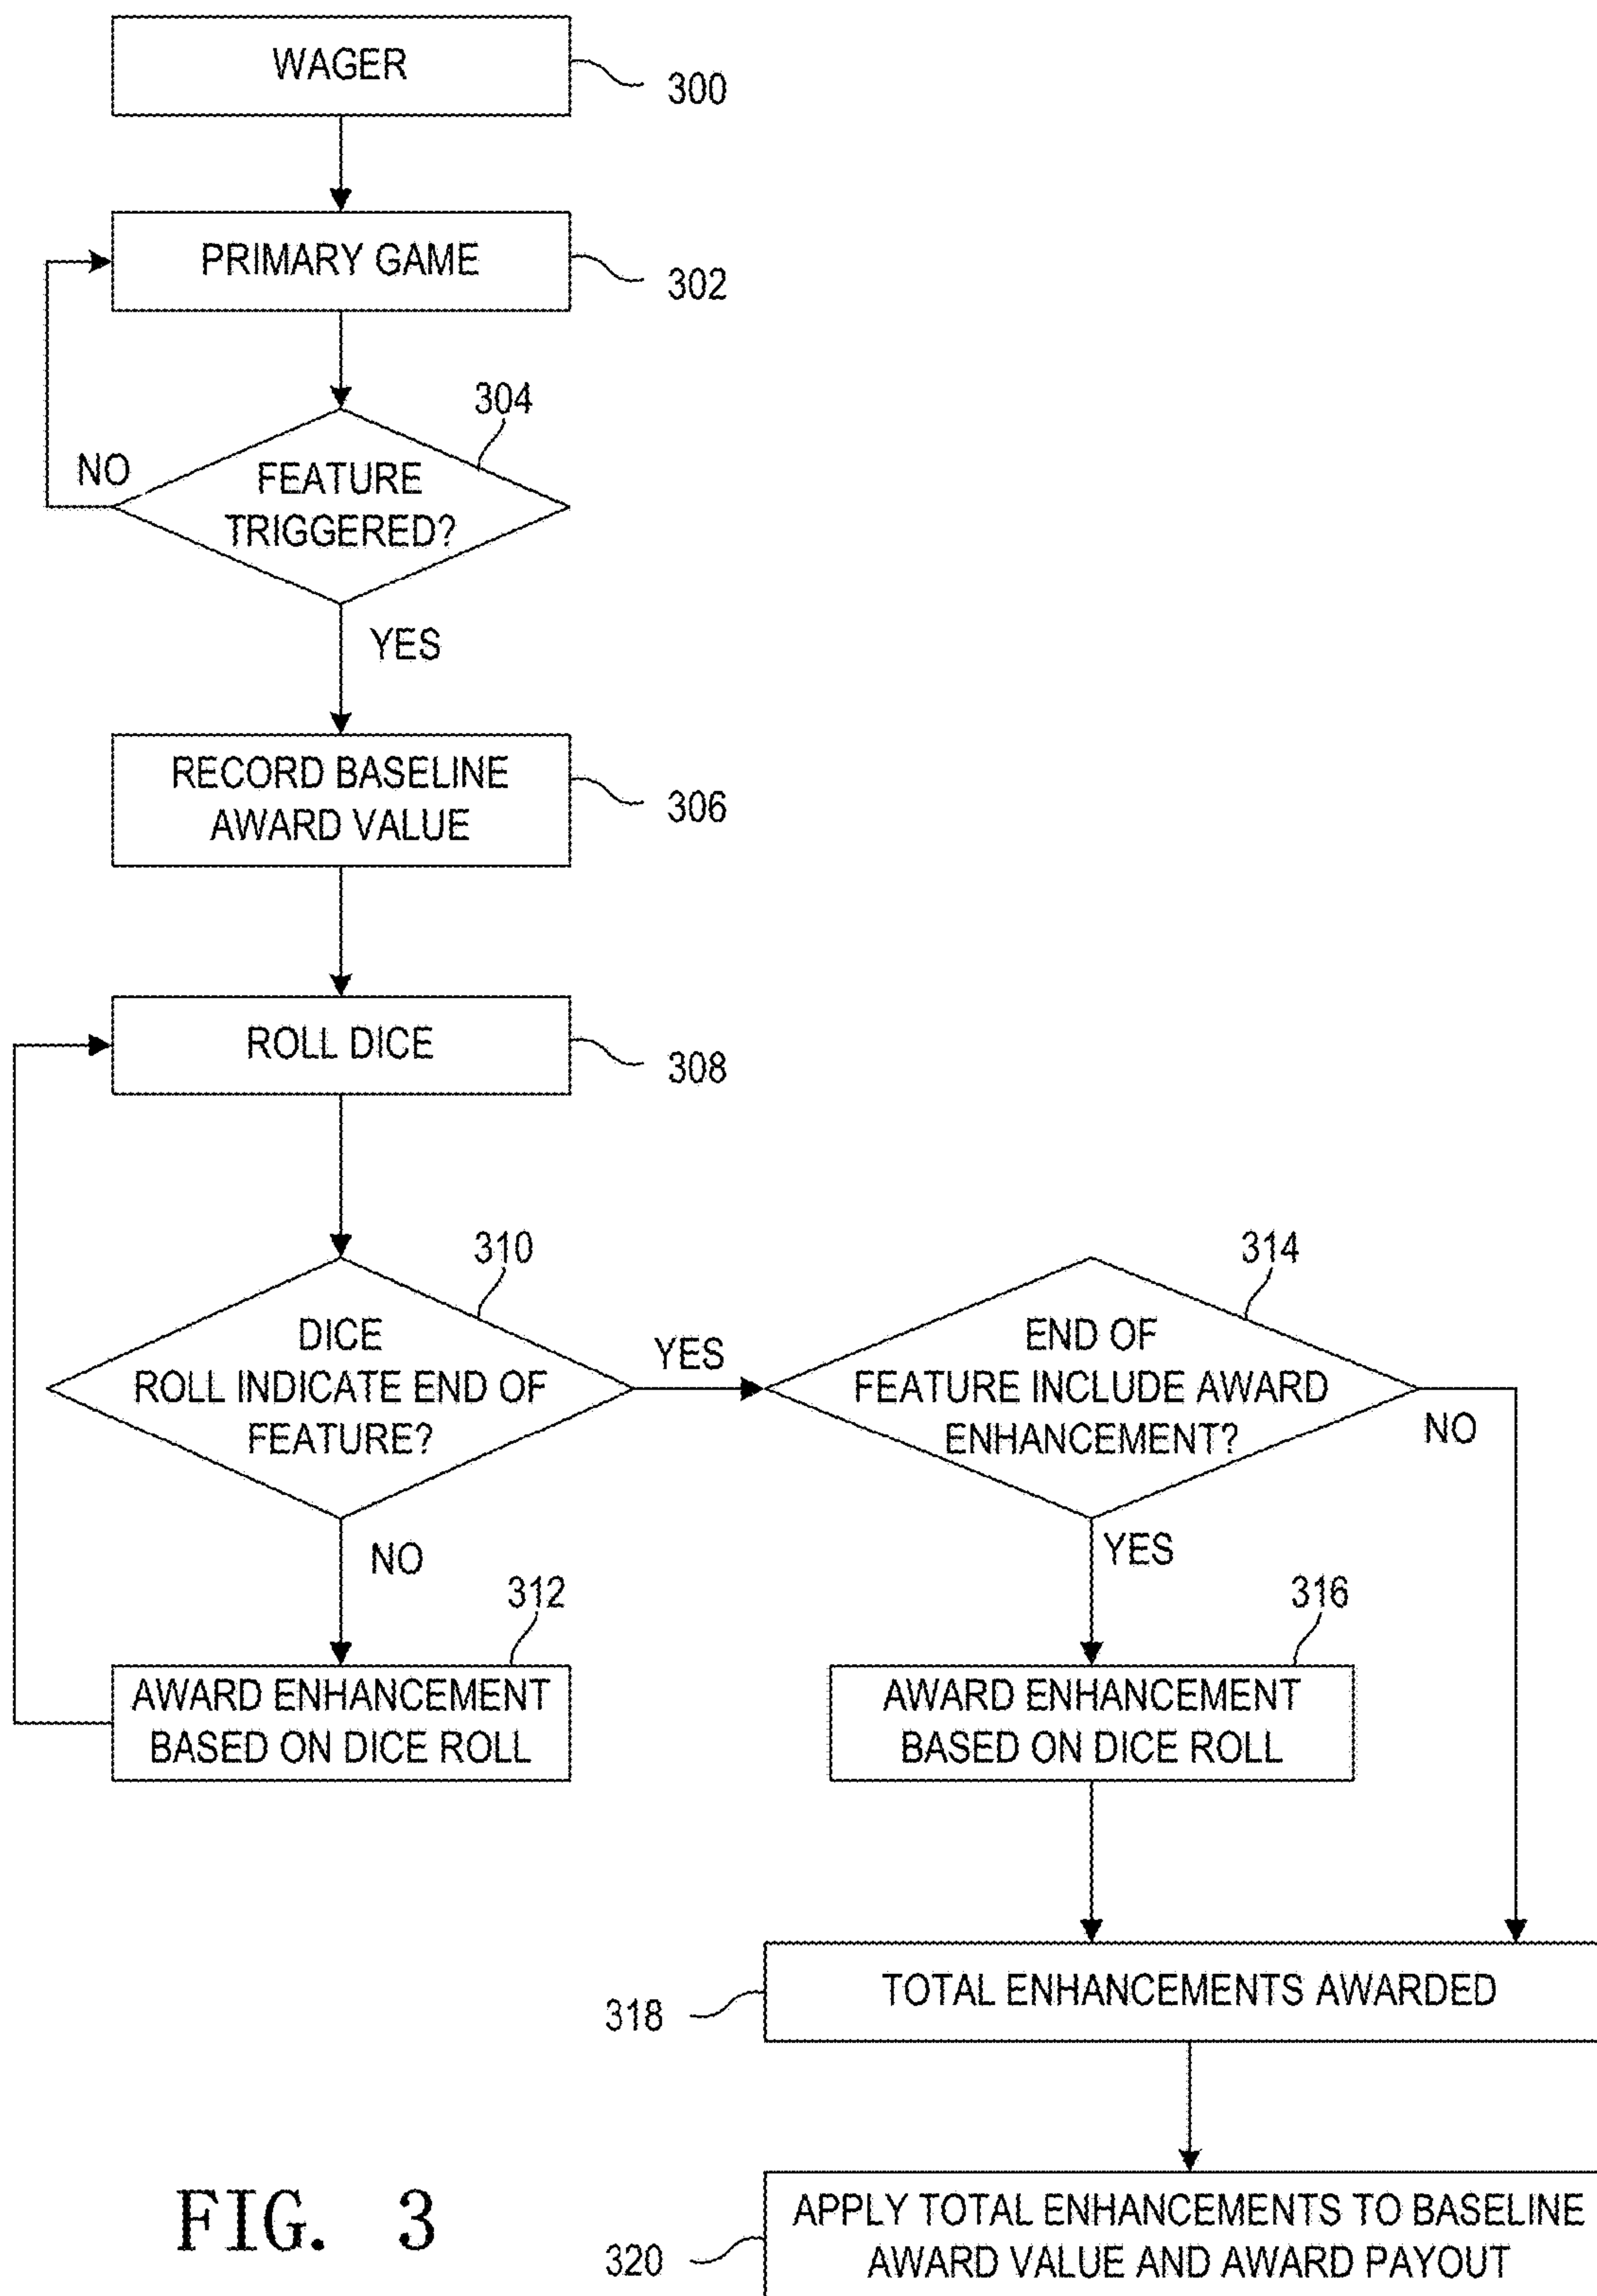 WAGER
300
PRIMARY GAME
302
304
NO
FEATURE
TRIGGERED?
YES
RECORD BASELINE
AWARD VALUE
306
ROLL DICE
308
310
DICE
ROLL INDICATE END OF
FEATURE?
YES
314
END OF
FEATURE INCLUDE AWARD
ENHANCEMENT?
NO
NO
YES
312
AWARD ENHANCEMENT
BASED ON DICE ROLL
316
AWARD ENHANCEMENT
BASED ON DICE ROLL
TOTAL ENHANCEMENTS AWARDED
318
APPLY TOTAL ENHANCEMENTS TO BASELINE
AWARD VALUE AND AWARD PAYOUT
320
FIG. 3